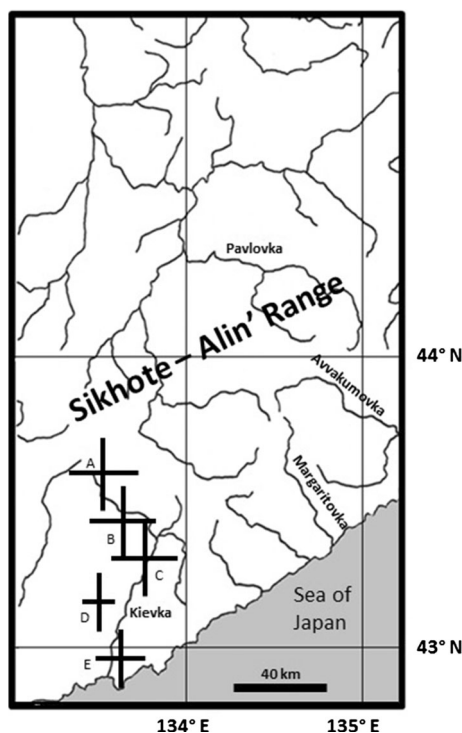 Pavlovka
Sikhote – Alin’ Range
44° N
Avvakumovka
A
Margaritovka
B
C
Sea of
Japan
D
Kievka
E
43° N
40 km
134° E
135° E